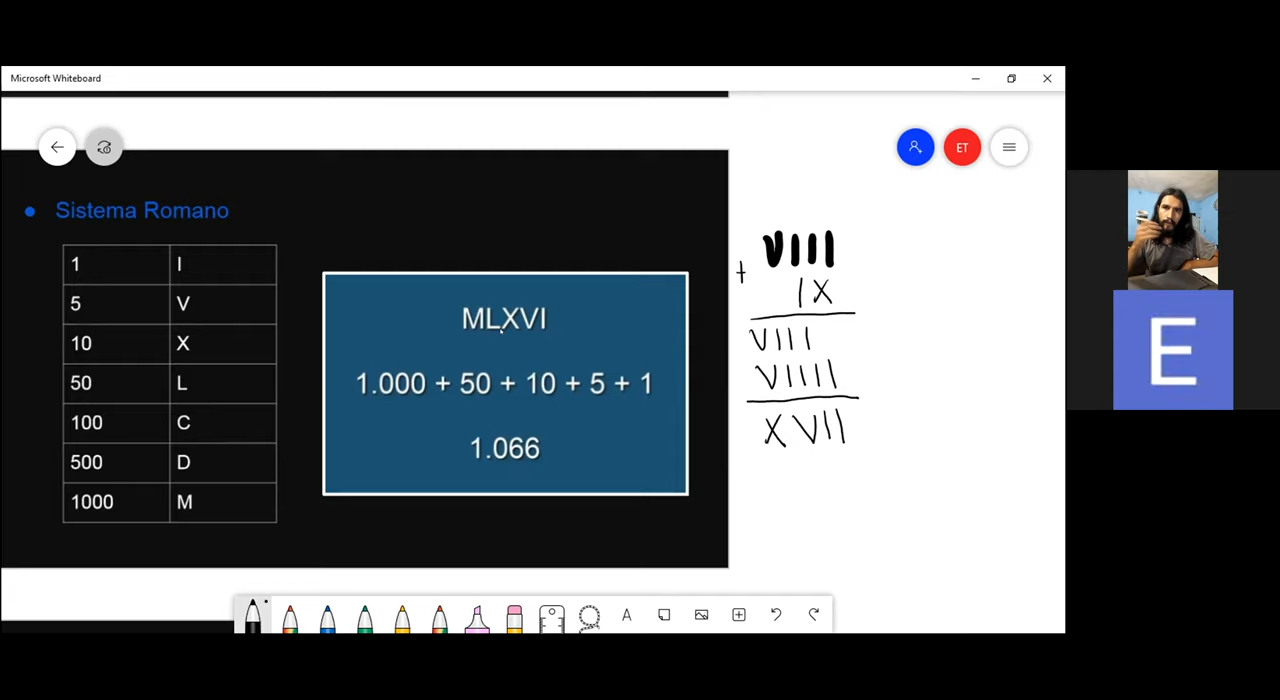 Microsoft Whiteboard
ET
• Sistema Romano
1 I
5 V
10 X
50 L
100 C
500 D
1000 M
MLXVI
1.000 + 50 + 10 + 5 + 1
1.066
VIII
+ IX
VIII
VIIII
XVII
E
A